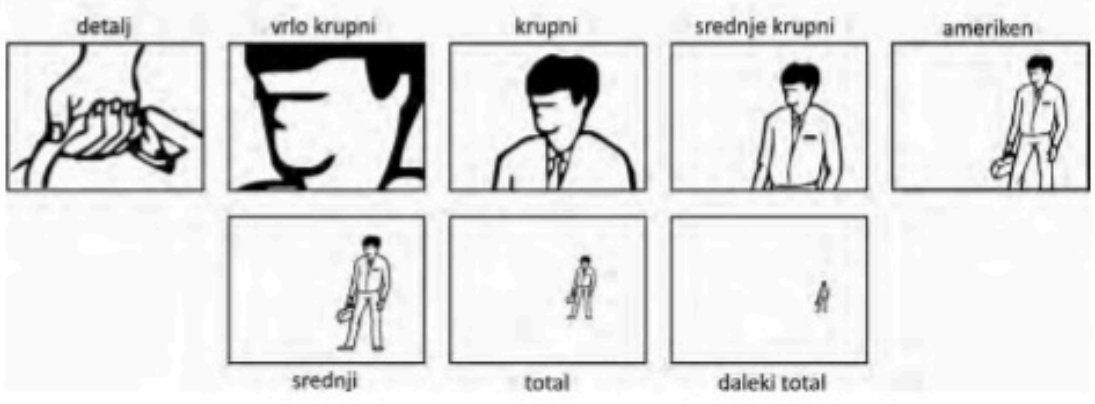 detalj vrlo krupni krupni srednje krupni ameriken
srednji total daleki total